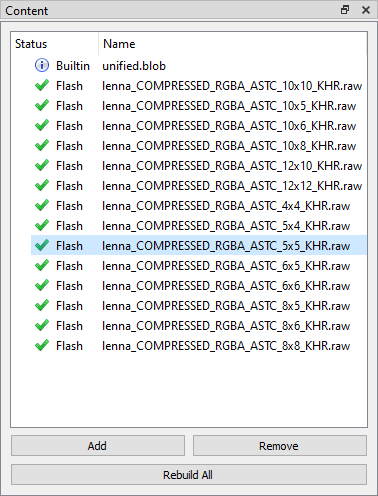 Content
Status Name
Builtin unified.blob
Flash lenna_COMPRESSED_RGBA_ASTC_10x10_KHR.raw
Flash lenna_COMPRESSED_RGBA_ASTC_10x5_KHR.raw
Flash lenna_COMPRESSED_RGBA_ASTC_10x6_KHR.raw
Flash lenna_COMPRESSED_RGBA_ASTC_10x8_KHR.raw
Flash lenna_COMPRESSED_RGBA_ASTC_12x10_KHR.raw
Flash lenna_COMPRESSED_RGBA_ASTC_12x12_KHR.raw
Flash lenna_COMPRESSED_RGBA_ASTC_4x4_KHR.raw
Flash lenna_COMPRESSED_RGBA_ASTC_5x4_KHR.raw
Flash lenna_COMPRESSED_RGBA_ASTC_5x5_KHR.raw
Flash lenna_COMPRESSED_RGBA_ASTC_6x5_KHR.raw
Flash lenna_COMPRESSED_RGBA_ASTC_6x6_KHR.raw
Flash lenna_COMPRESSED_RGBA_ASTC_8x5_KHR.raw
Flash lenna_COMPRESSED_RGBA_ASTC_8x6_KHR.raw
Flash lenna_COMPRESSED_RGBA_ASTC_8x8_KHR.raw
Add Remove
Rebuild All